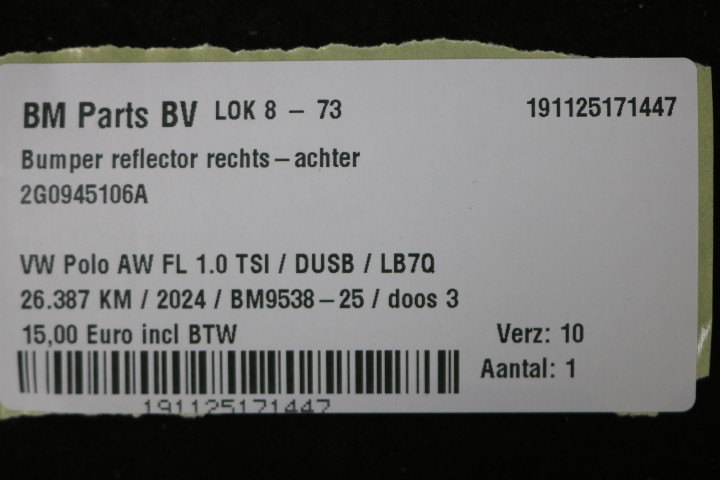 BM Parts BV LOK 8 - 73 191125171447
Bumper reflector rechts-achter
2G0945106A
VW Polo AW FL 1.0 TSI / DUSB / LB7Q
26.387 KM / 2024 / BM9538-25 / doos 3
15,00 Euro incl BTW Verz: 10
Aantal: 1
191125171447